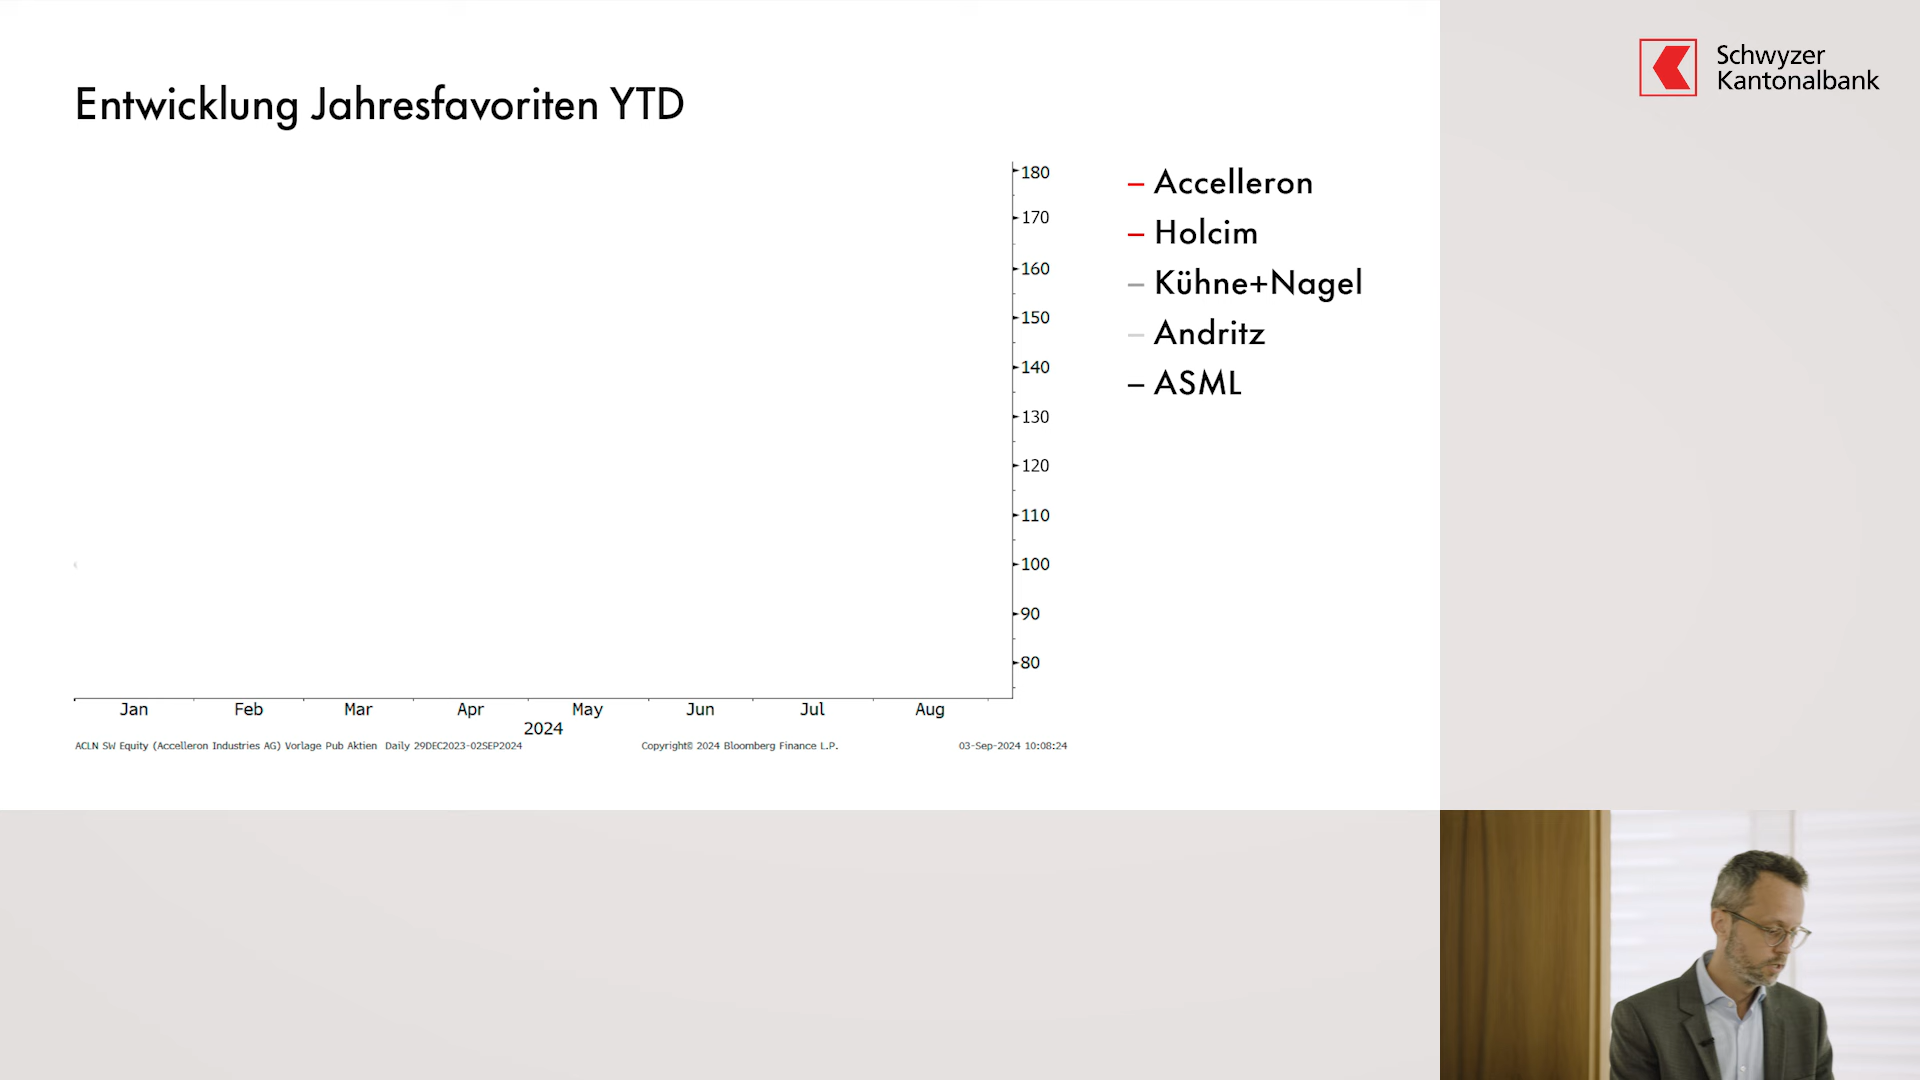 Schwyzer
Kantonalbank
Entwicklung Jahresfavoriten YTD
180
170
160
150
140
130
120
110
100
90
80
– Accelleron
– Holcim
– Kühne+Nagel
– Andritz
– ASML
Jan Feb Mar Apr May Jun Jul Aug
2024
ACLN SW Equity (Accelleron Industries AG) Vorlage Pub Aktien Daily 29DEC2023-02SEP2024 Copyright© 2024 Bloomberg Finance L.P. 03-Sep-2024 10:08:24